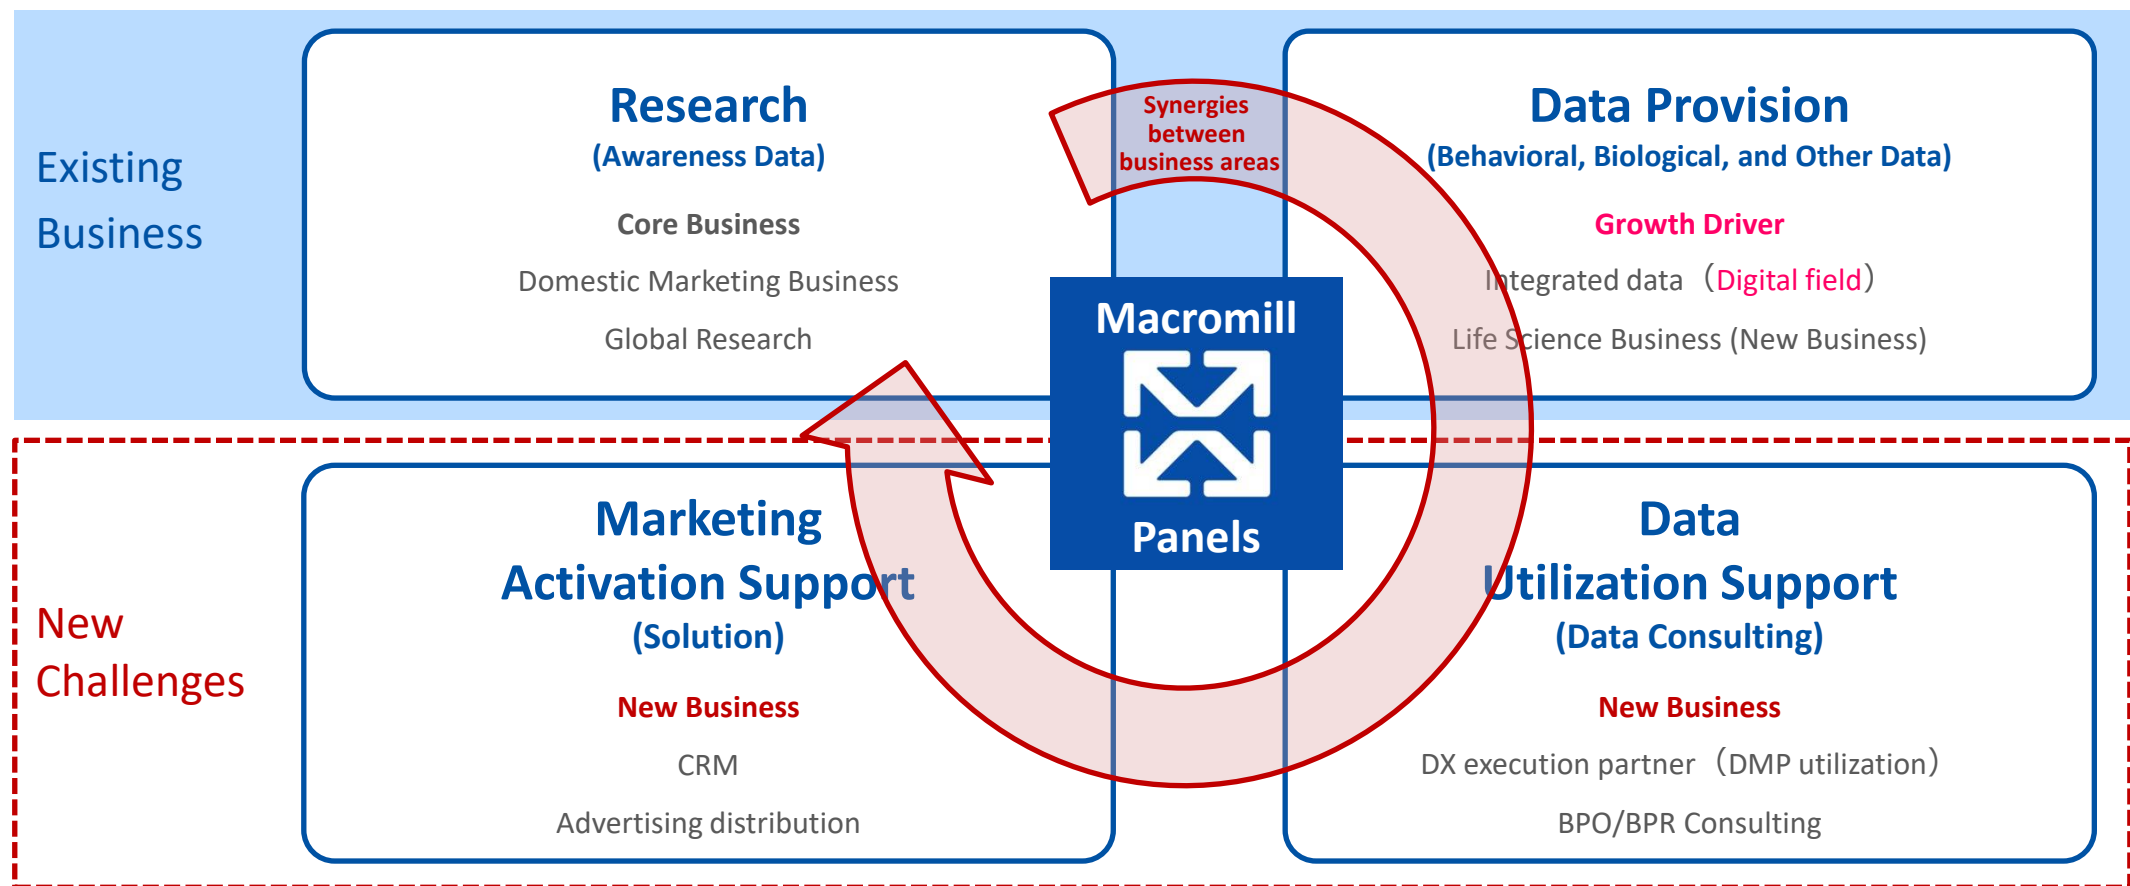 Existing
Business
Research
(Awareness Data)
Core Business
Domestic Marketing Business
Global Research
Synergies
between
business areas
Data Provision
(Behavioral, Biological, and Other Data)
Growth Driver
Integrated data（Digital field）
Life Science Business (New Business)
Macromill
Panels
New
Challenges
Marketing
Activation Support
(Solution)
New Business
CRM
Advertising distribution
Data
Utilization Support
(Data Consulting)
New Business
DX execution partner（DMP utilization）
BPO/BPR Consulting